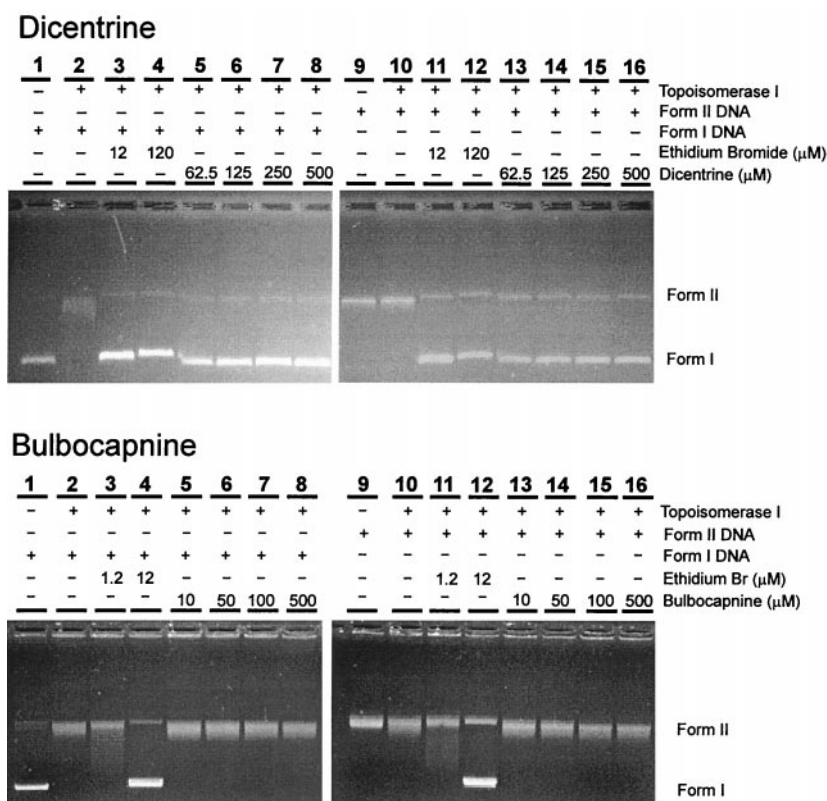 Dicentrine
1 2 3 4 5 6 7 8 9 10 11 12 13 14 15 16
– + + + + + + + – + + + + + + + Topoisomerase I
– – – – – – – – + + + + + + + + Form II DNA
+ + + + + + + + – – – – – – – – Form I DNA
– – 12 120 – – – – – – 12 120 – – – – Ethidium Bromide (μM)
– – – – 62.5 125 250 500 – – – – 62.5 125 250 500 Dicentrine (μM)
Form II
Form I
Bulbocapnine
1 2 3 4 5 6 7 8 9 10 11 12 13 14 15 16
– + + + + + + + – + + + + + + + Topoisomerase I
– – – – – – – – + + + + + + + + Form II DNA
+ + + + + + + + – – – – – – – – Form I DNA
– – 1.2 12 – – – – – – 1.2 12 – – – – Ethidium Br (μM)
– – – – 10 50 100 500 – – – – 10 50 100 500 Bulbocapnine (μM)
Form II
Form I